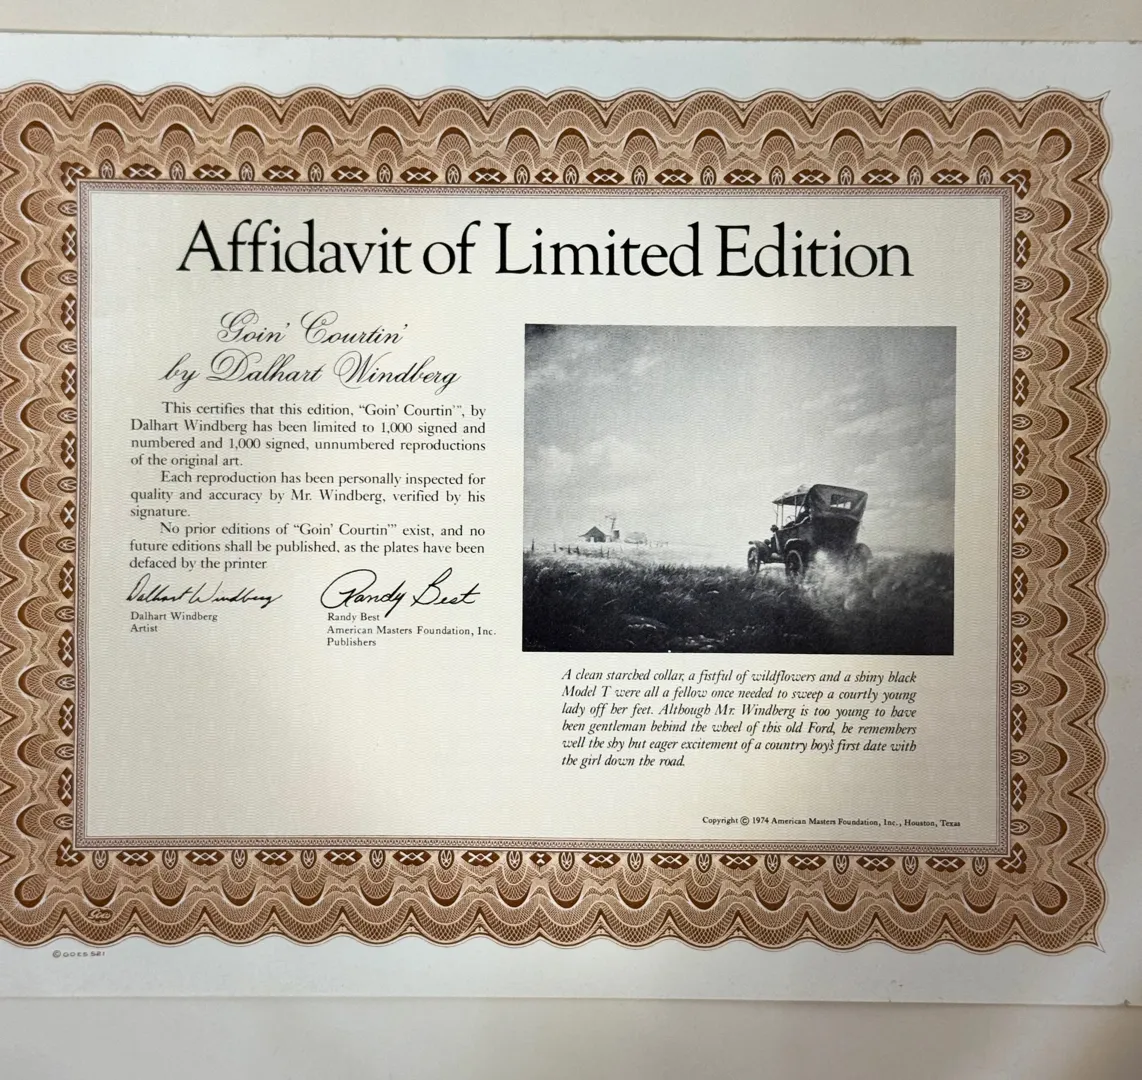 Affidavit of Limited Edition
Goin' Courtin'
by Dalhart Windberg
This certifies that this edition, “Goin' Courtin'”, by
Dalhart Windberg has been limited to 1,000 signed and
numbered and 1,000 signed, unnumbered reproductions
of the original art.
Each reproduction has been personally inspected for
quality and accuracy by Mr. Windberg, verified by his
signature.
No prior editions of “Goin' Courtin'” exist, and no
future editions shall be published, as the plates have been
defaced by the printer
Dalhart Windberg
Dalhart Windberg
Artist
Randy Best
Randy Best
American Masters Foundation, Inc.
Publishers
A clean starched collar, a fistful of wildflowers and a shiny black
Model T were all a fellow once needed to sweep a courtly young
lady off her feet. Although Mr. Windberg is too young to have
been gentleman behind the wheel of this old Ford, he remembers
well the shy but eager excitement of a country boy's first date with
the girl down the road.
Copyright © 1974 American Masters Foundation, Inc., Houston, Texas
Goes
© GOES 521